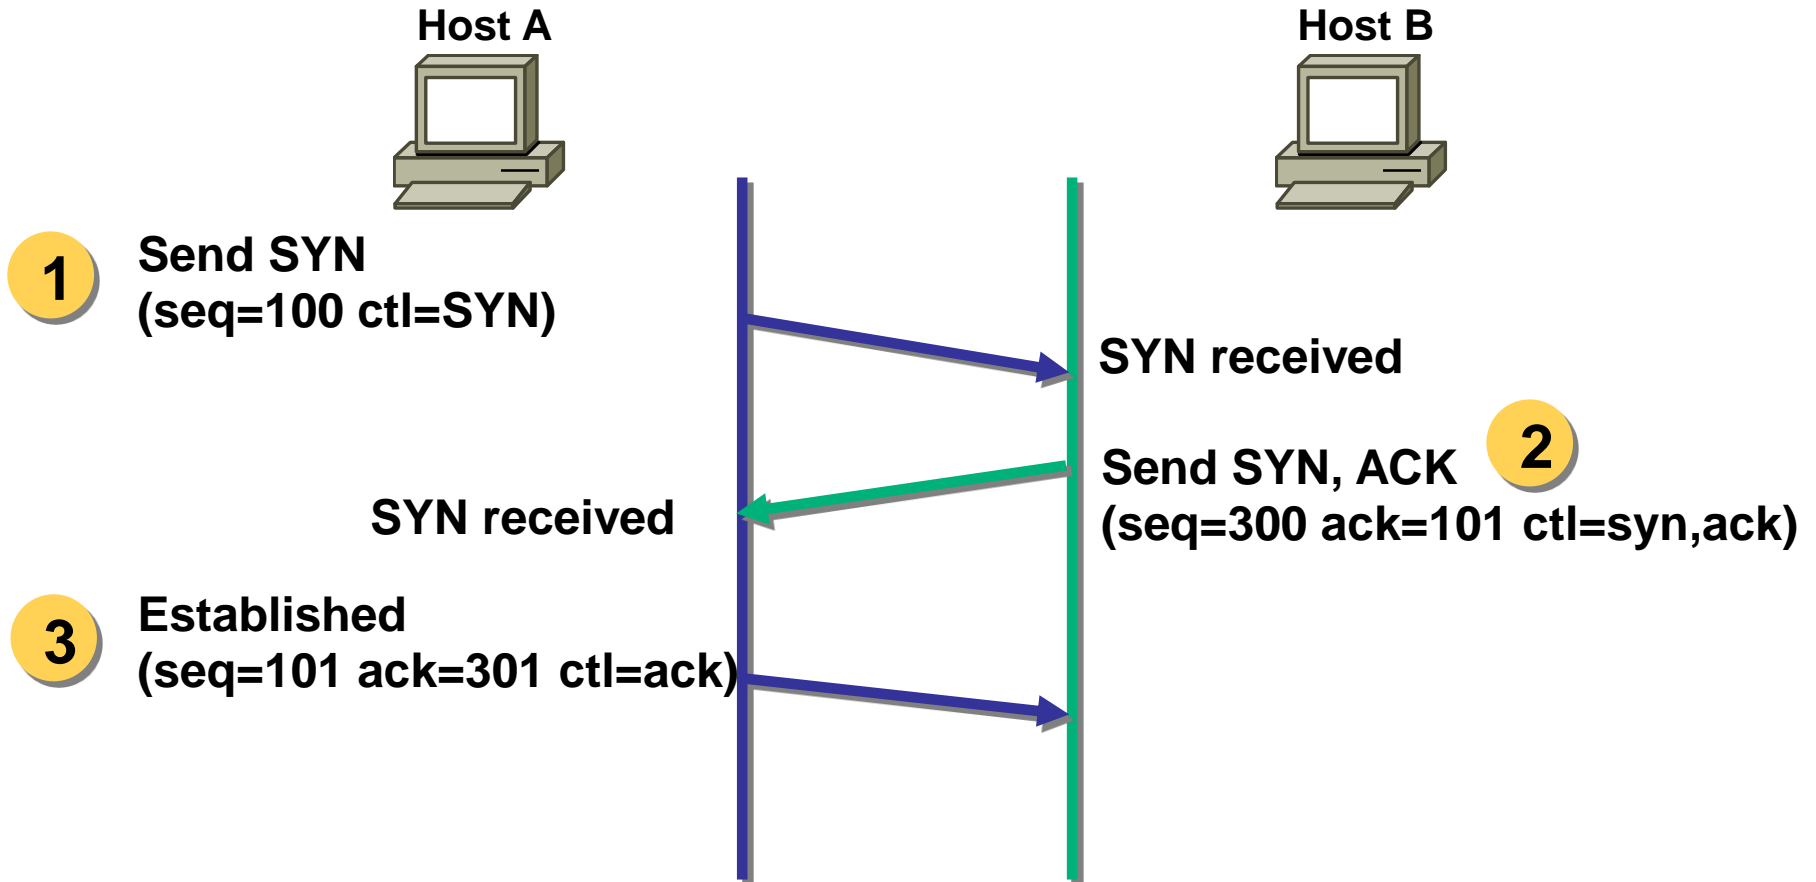 Host A
Host B
1
Send SYN
(seq=100 ctl=SYN)
SYN received
2
Send SYN, ACK
(seq=300 ack=101 ctl=syn,ack)
SYN received
3
Established
(seq=101 ack=301 ctl=ack)